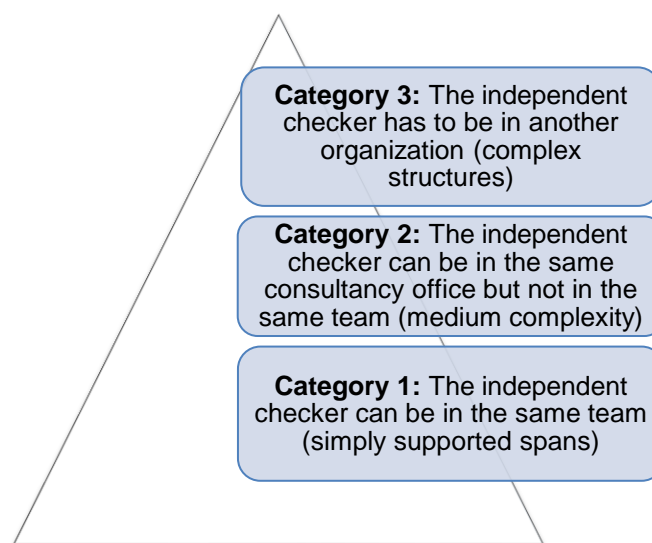 Category 3: The independent
checker has to be in another
organization (complex
structures)
Category 2: The independent
checker can be in the same
consultancy office but not in the
same team (medium complexity)
Category 1: The independent
checker can be in the same team
(simply supported spans)